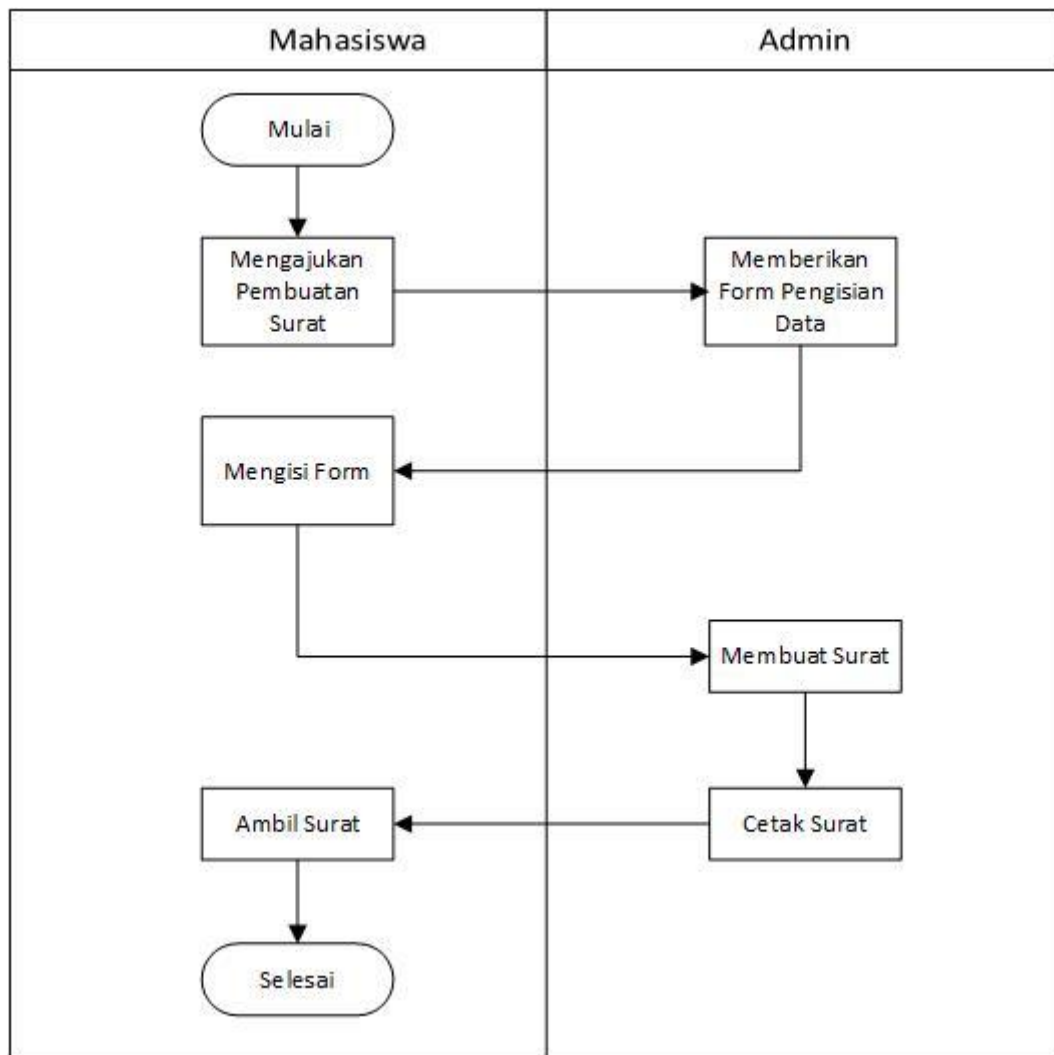 Mahasiswa
Admin
Mulai
Mengajukan
Pembuatan
Surat
Memberikan
Form Pengisian
Data
Mengisi Form
Membuat Surat
Cetak Surat
Ambil Surat
Selesai